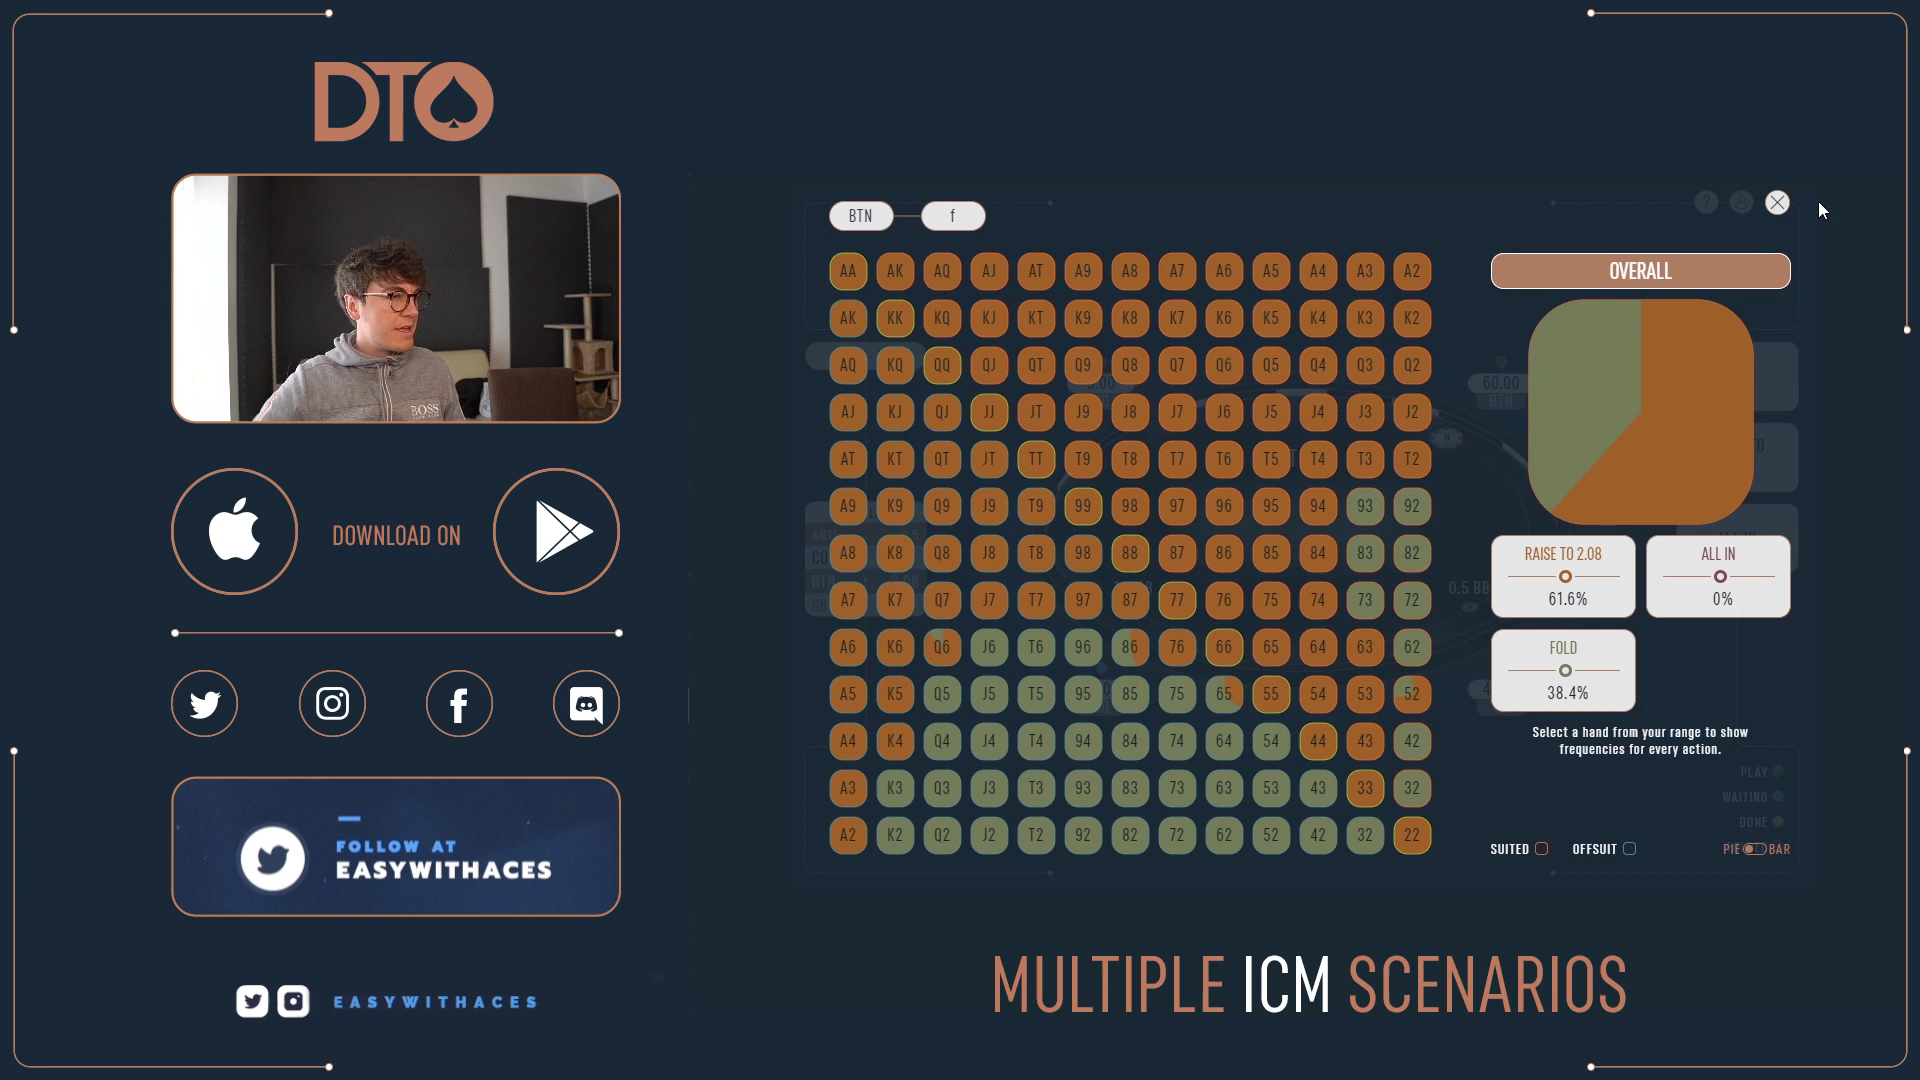 DTO
BOSS
DOWNLOAD ON
FOLLOW AT
EASYWITHACES
EASYWITHACES
BTN f
AA AK AQ AJ AT A9 A8 A7 A6 A5 A4 A3 A2
AK KK KQ KJ KT K9 K8 K7 K6 K5 K4 K3 K2
AQ KQ QQ QJ QT Q9 Q8 Q7 Q6 Q5 Q4 Q3 Q2
AJ KJ QJ JJ JT J9 J8 J7 J6 J5 J4 J3 J2
AT KT QT JT TT T9 T8 T7 T6 T5 T4 T3 T2
A9 K9 Q9 J9 T9 99 98 97 96 95 94 93 92
A8 K8 Q8 J8 T8 98 88 87 86 85 84 83 82
A7 K7 Q7 J7 T7 97 87 77 76 75 74 73 72
A6 K6 Q6 J6 T6 96 86 76 66 65 64 63 62
A5 K5 Q5 J5 T5 95 85 75 65 55 54 53 52
A4 K4 Q4 J4 T4 94 84 74 64 54 44 43 42
A3 K3 Q3 J3 T3 93 83 73 63 53 43 33 32
A2 K2 Q2 J2 T2 92 82 72 62 52 42 32 22
60.00
BTN
0.5 BB
OVERALL
RAISE TO 2.08
61.6%
ALL IN
0%
FOLD
38.4%
Select a hand from your range to show
frequencies for every action.
PLAY
WAITING
DONE
SUITED OFFSUIT PIE BAR
MULTIPLE ICM SCENARIOS